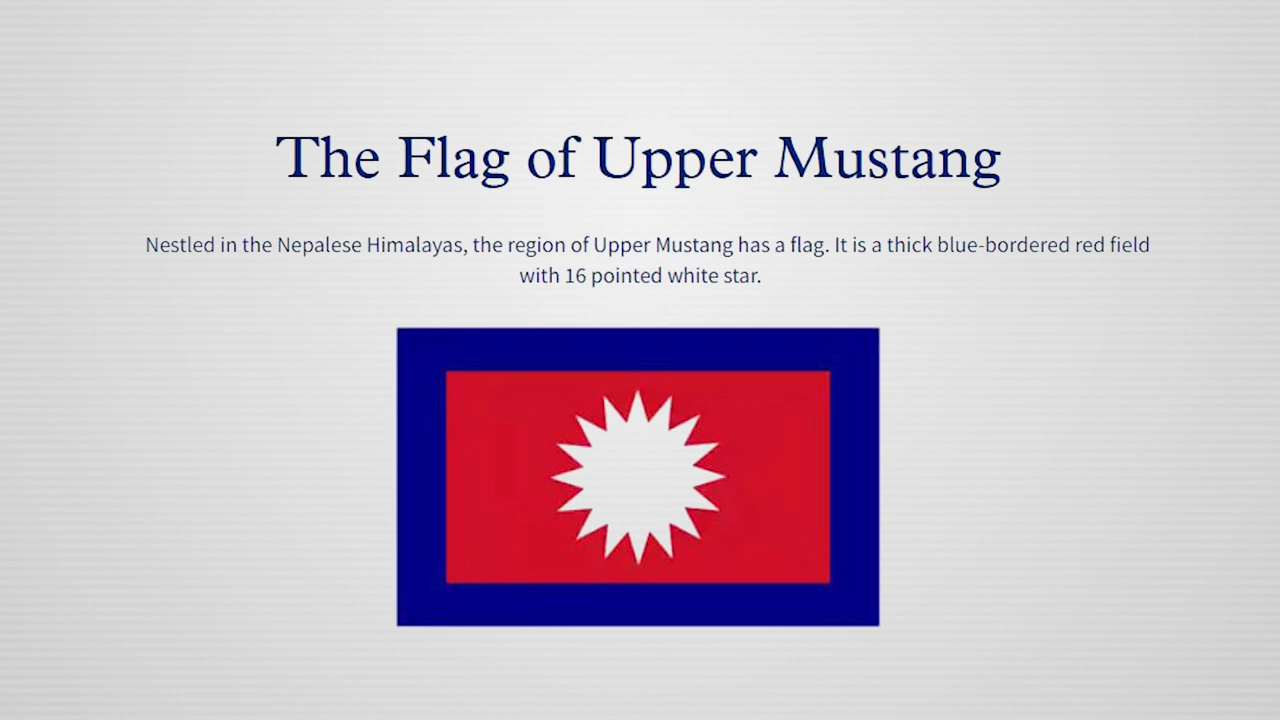 The Flag of Upper Mustang
Nestled in the Nepalese Himalayas, the region of Upper Mustang has a flag. It is a thick blue-bordered red field
with 16 pointed white star.